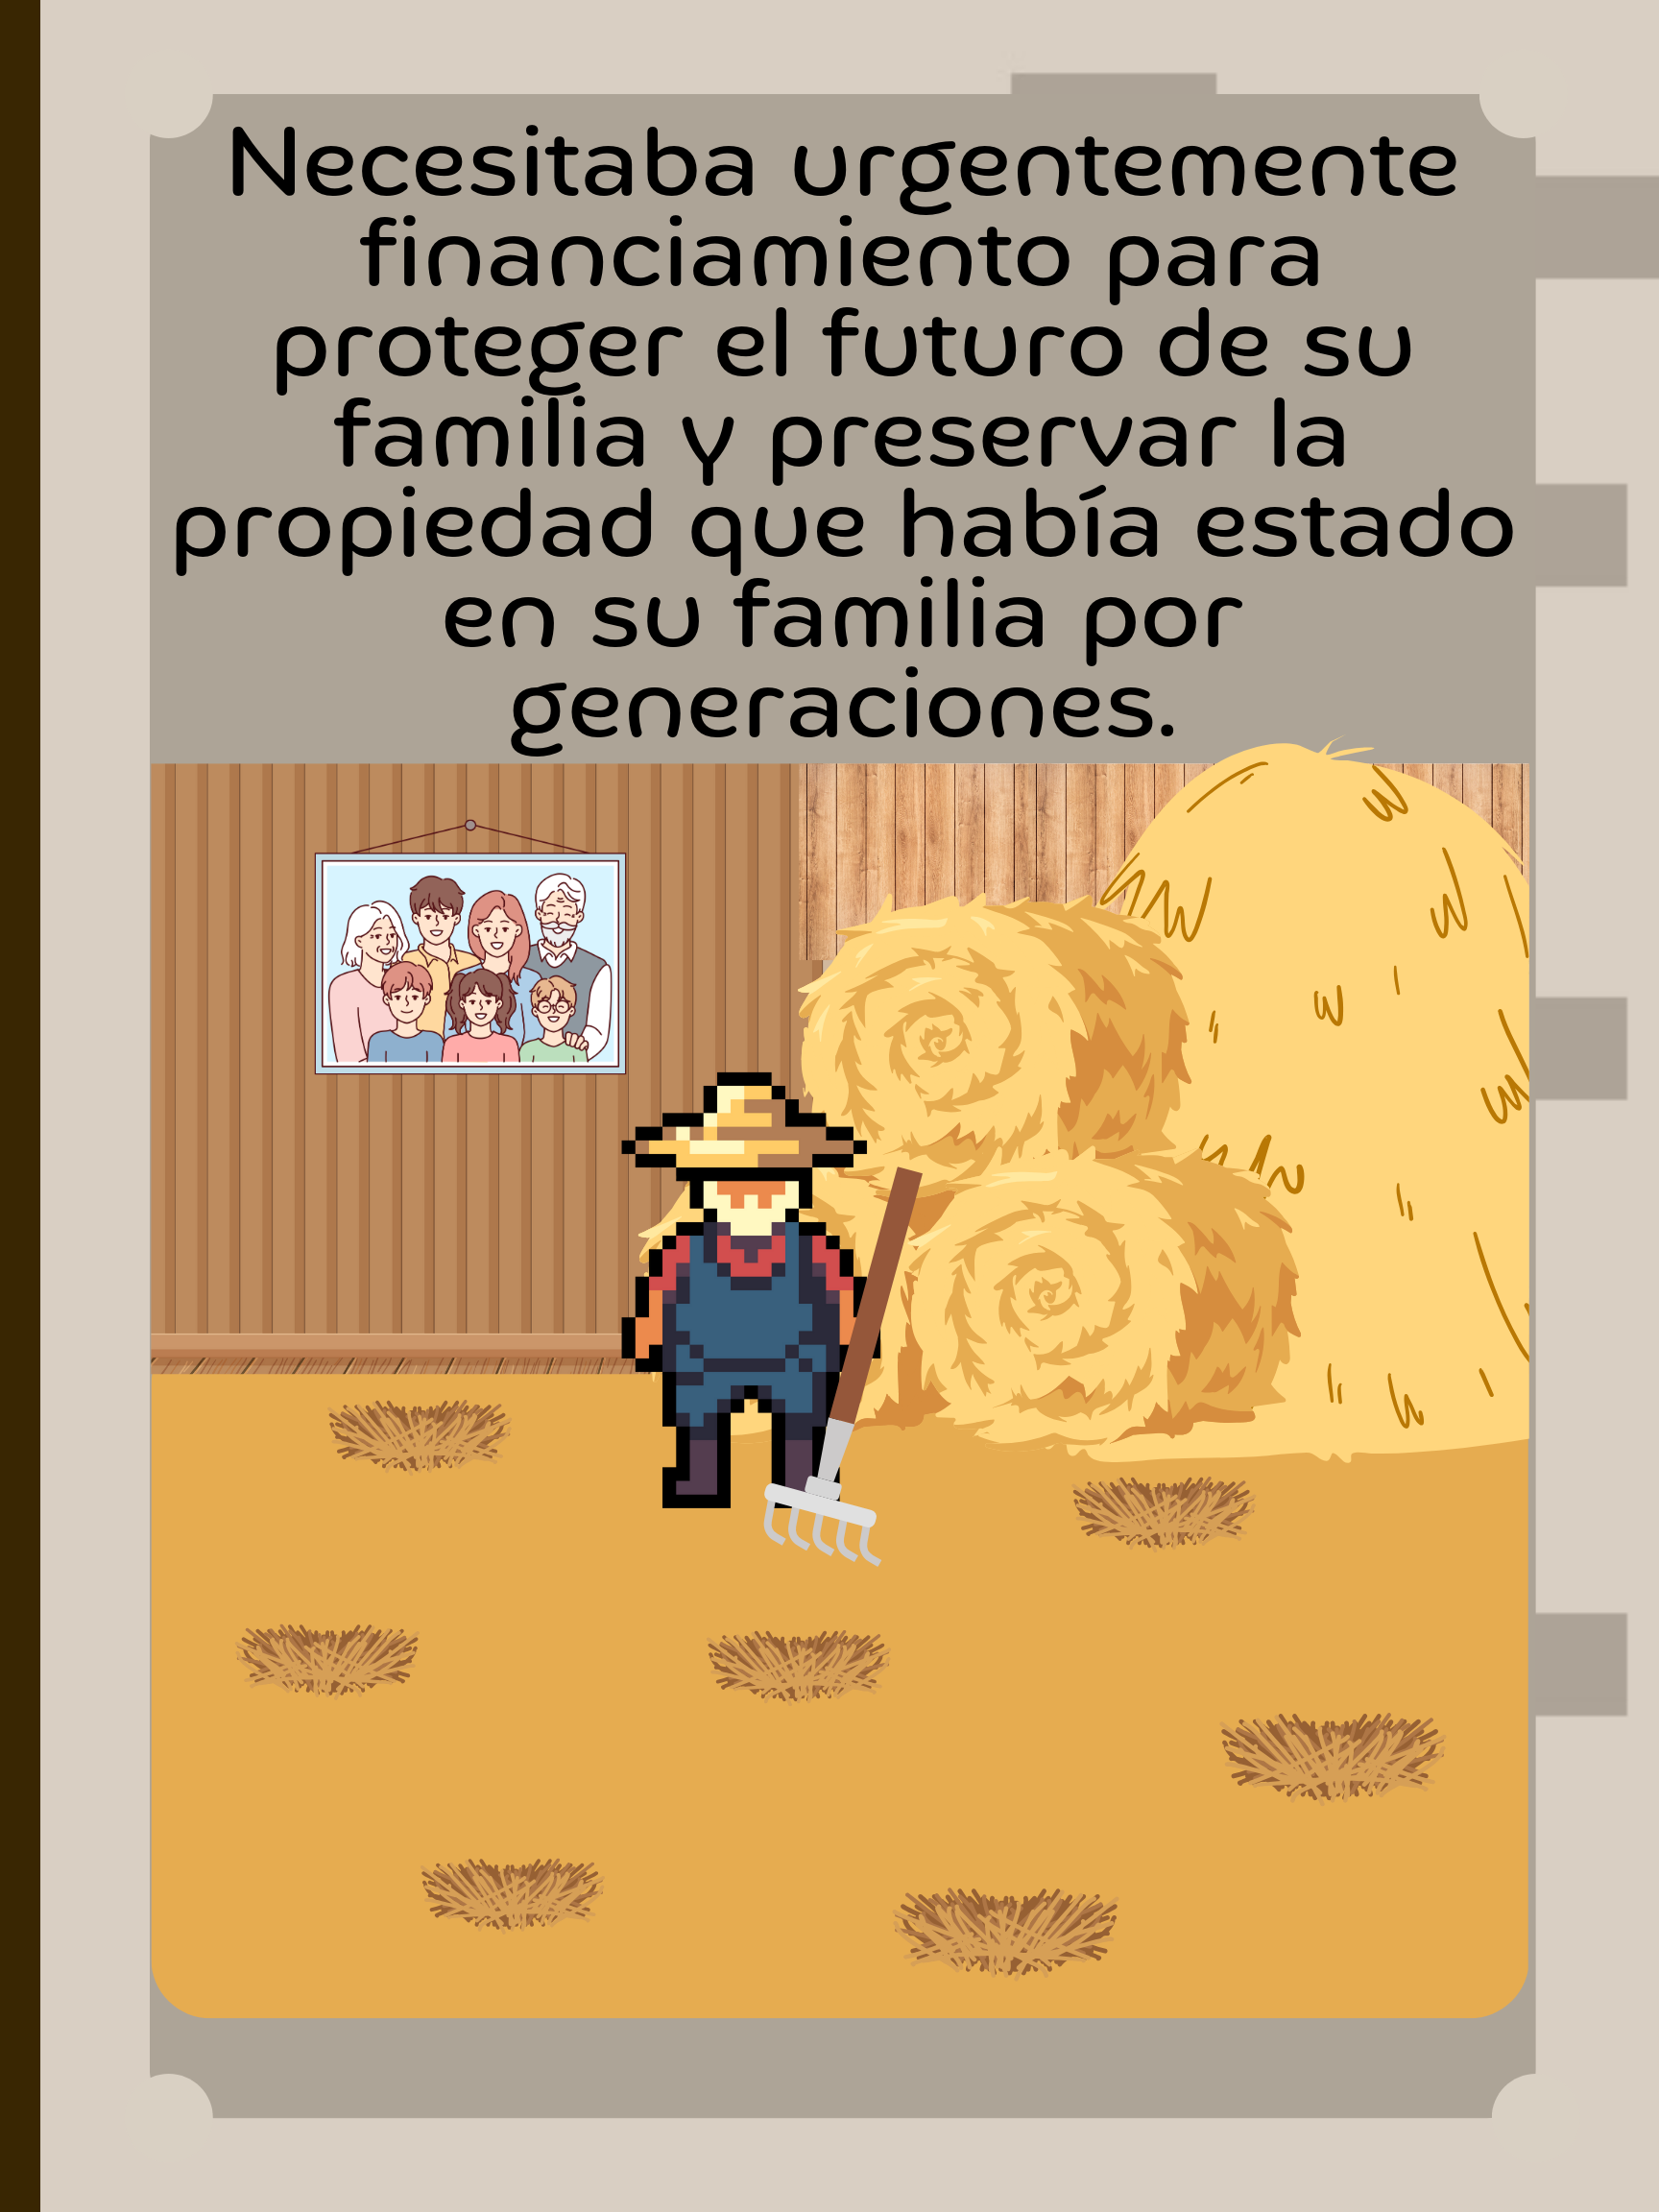 Necesitaba urgentemente
financiamiento para
proteger el futuro de su
familia y preservar la
propiedad que había estado
en su familia por
generaciones.